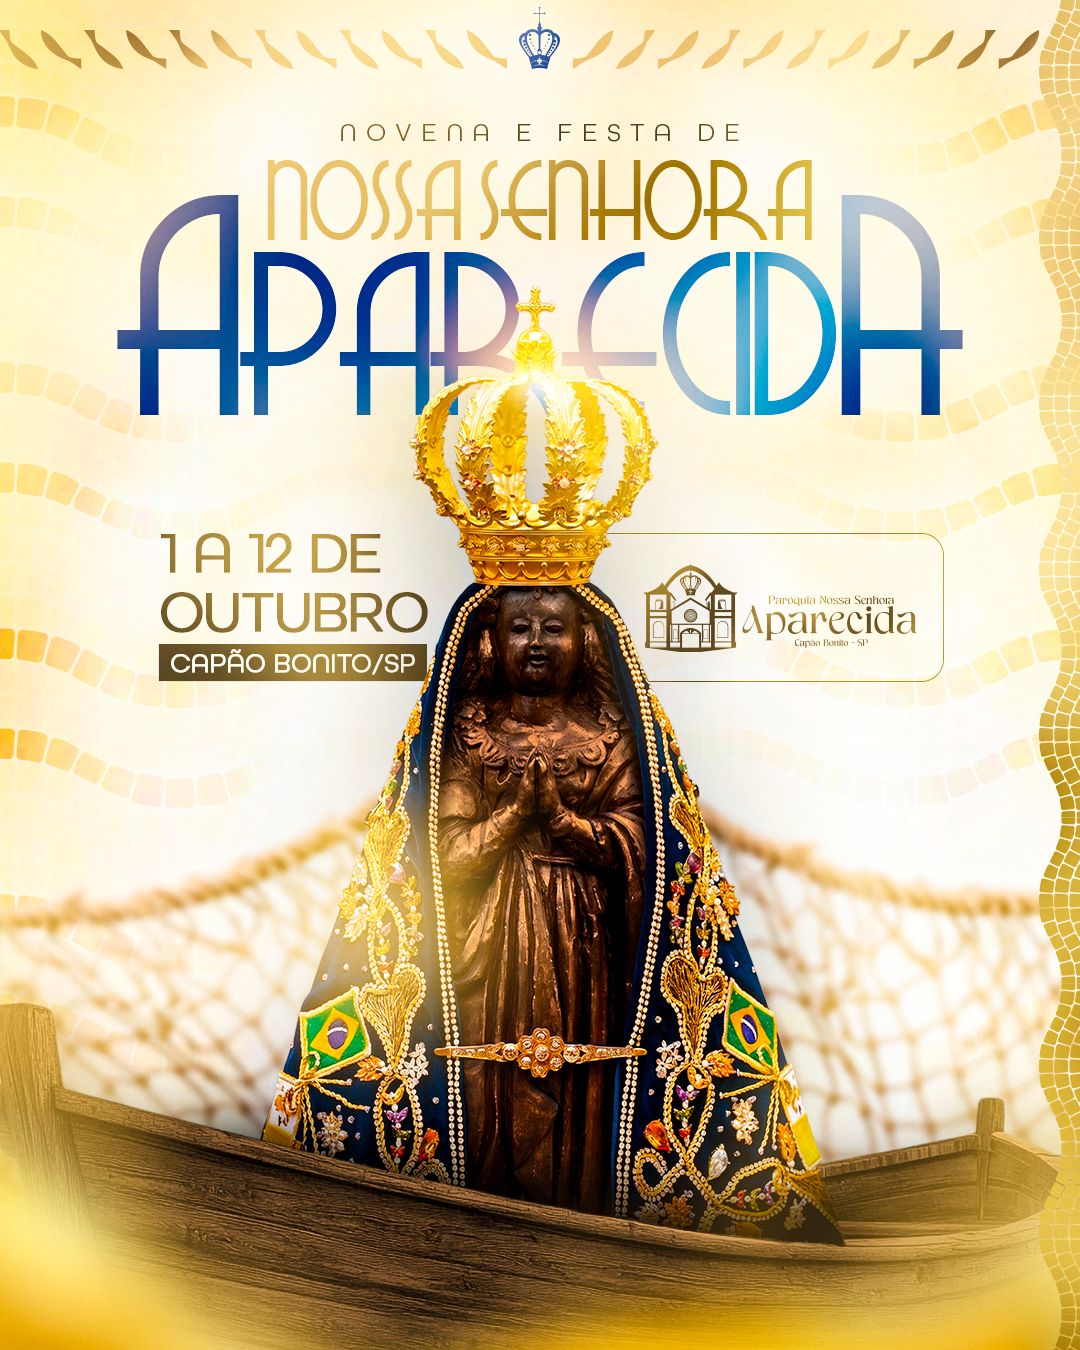 NOVENA E FESTA DE
NOSSA SENHORA
APARECIDA
1 A 12 DE
OUTUBRO
CAPÃO BONITO/SP
Paróquia Nossa Senhora
Aparecida
Capão Bonito - SP